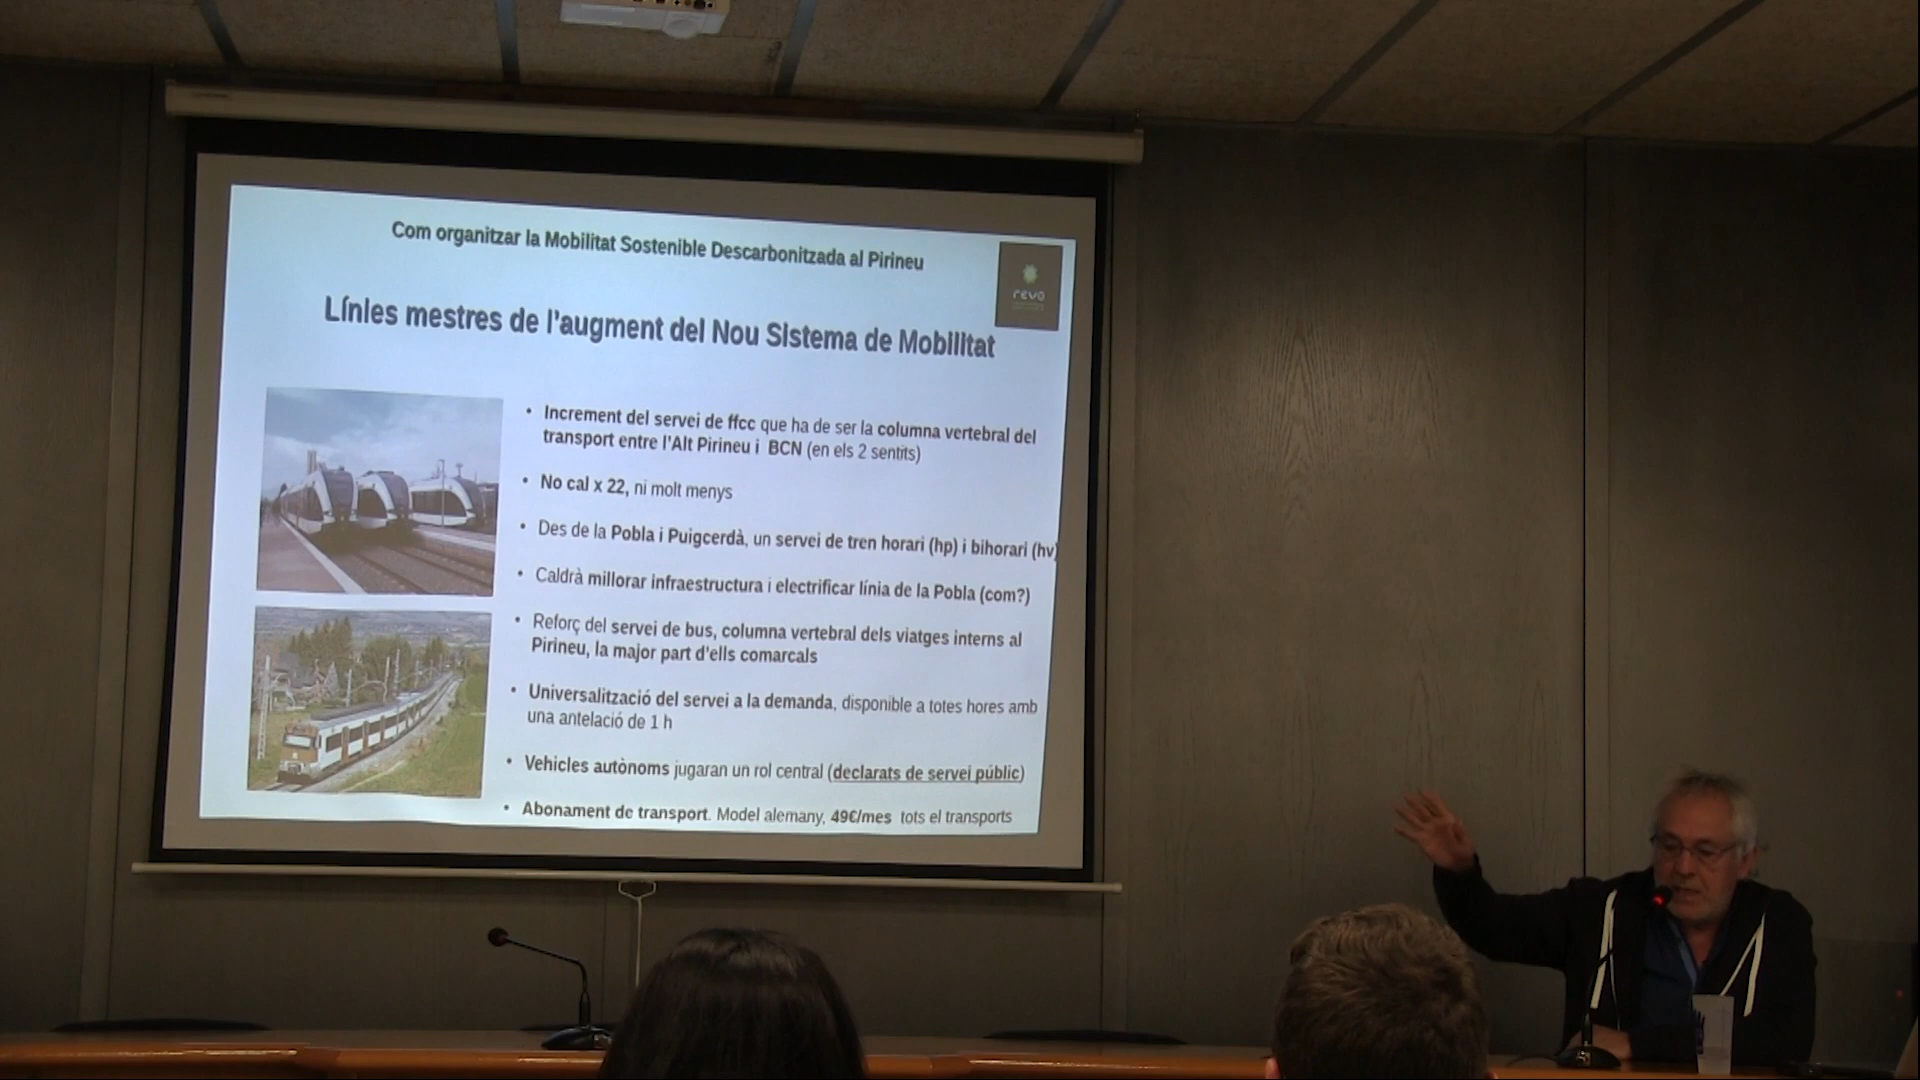 Com organitzar la Mobilitat Sostenible Descarbonitzada al Pirineu
revo
Línies mestres de l'augment del Nou Sistema de Mobilitat
• Increment del servei de ffcc que ha de ser la columna vertebral del
transport entre l'Alt Pirineu i BCN (en els 2 sentits)
• No cal x 22, ni molt menys
• Des de la Pobla i Puigcerdà, un servei de tren horari (hp) i bihorari (hv)
• Caldrà millorar infraestructura i electrificar línia de la Pobla (com?)
• Reforç del servei de bus, columna vertebral dels viatges interns al
Pirineu, la major part d'ells comarcals
• Universalització del servei a la demanda, disponible a totes hores amb
una antelació de 1 h
• Vehicles autònoms jugaran un rol central (declarats de servei públic)
• Abonament de transport. Model alemany, 49€/mes tots el transports